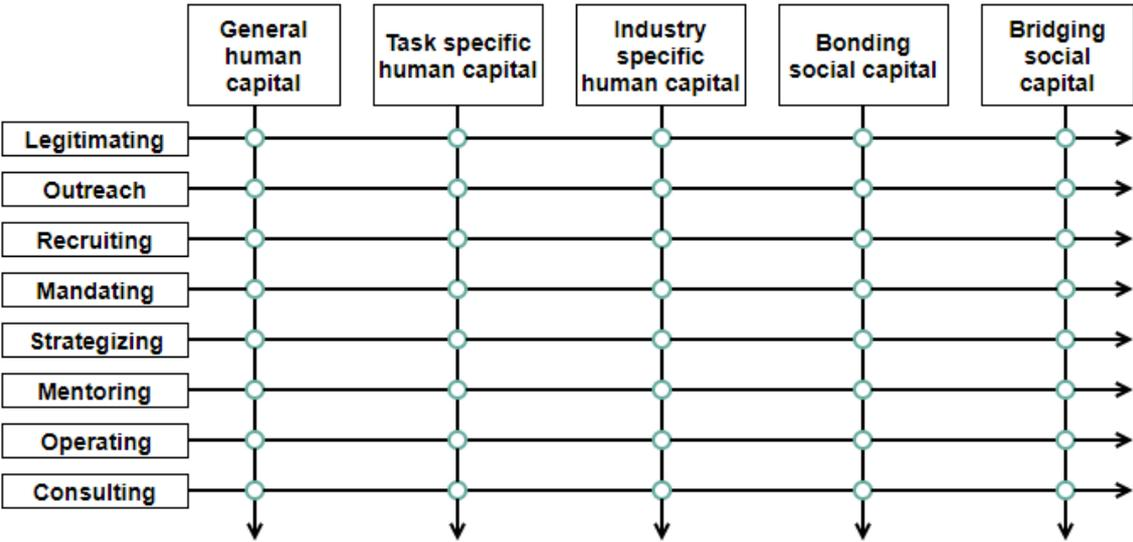 General
human
capital
Task specific
human capital
Industry
specific
human capital
Bonding
social capital
Bridging
social
capital
Legitimating
Outreach
Recruiting
Mandating
Strategizing
Mentoring
Operating
Consulting